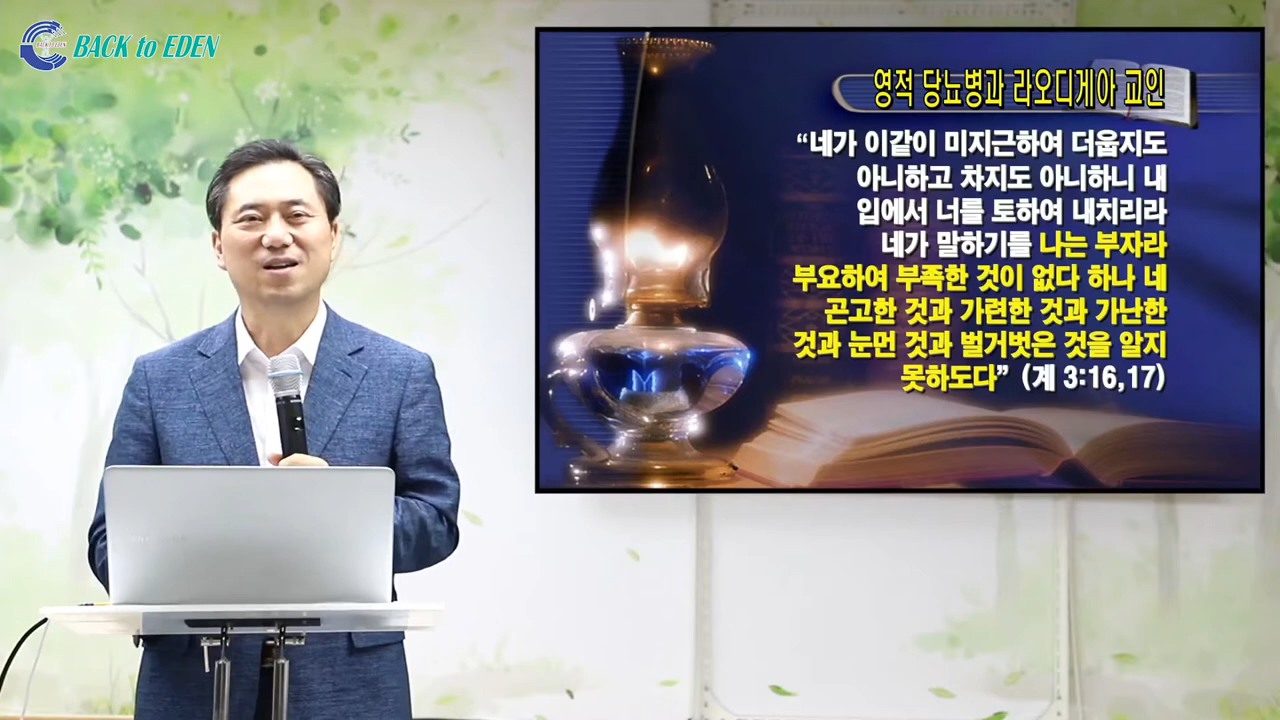 BACK to EDEN
영적 당뇨병과 라오디게아 교인
“네가 이같이 미지근하여 더웁지도
아니하고 차지도 아니하니 내
입에서 너를 토하여 내치리라
네가 말하기를 나는 부자라
부요하여 부족한 것이 없다 하나 네
곤고한 것과 가련한 것과 가난한
것과 눈먼 것과 벌거벗은 것을 알지
못하도다” (계 3:16,17)